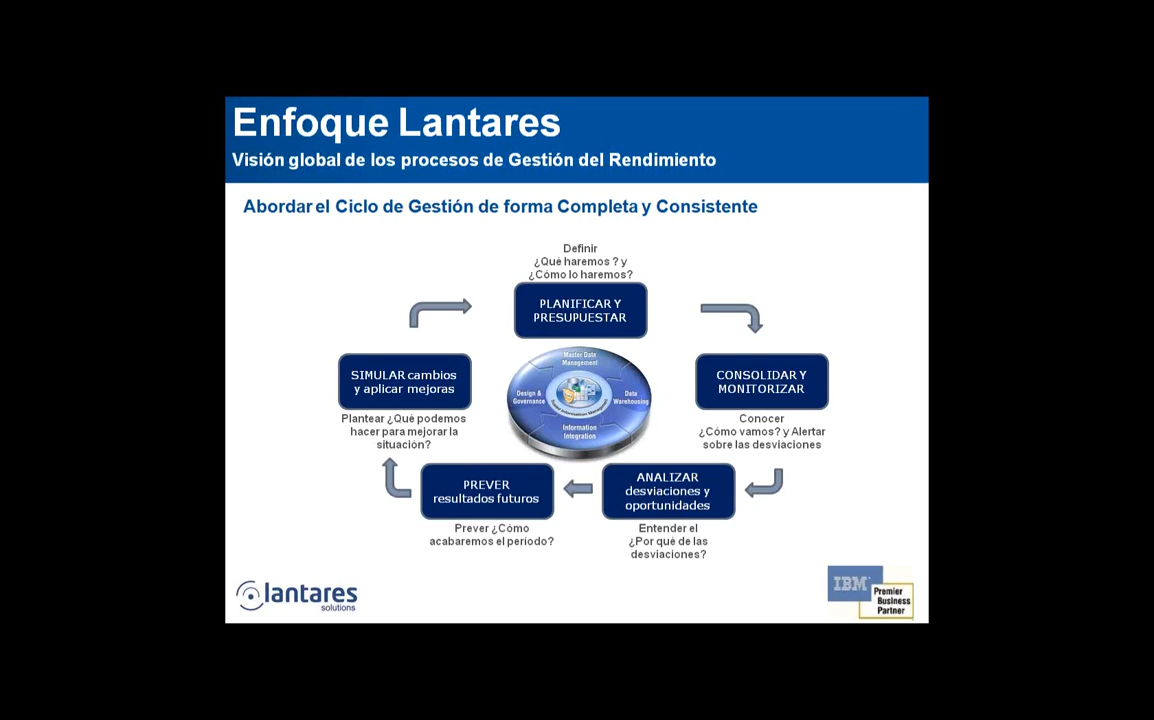 Enfoque Lantares
Visión global de los procesos de Gestión del Rendimiento
Abordar el Ciclo de Gestión de forma Completa y Consistente
Definir
¿Qué haremos ? y
¿Cómo lo haremos?
PLANIFICAR Y
PRESUPUESTAR
SIMULAR cambios
y aplicar mejoras
Plantear ¿Qué podemos
hacer para mejorar la
situación?
Master Data
Management
Design &
Governance
Data
Warehousing
Information
Integration
CONSOLIDAR Y
MONITORIZAR
Conocer
¿Cómo vamos? y Alertar
sobre las desviaciones
PREVER
resultados futuros
Prever ¿Cómo
acabaremos el período?
ANALIZAR
desviaciones y
oportunidades
Entender el
¿Por qué de las
desviaciones?
lantares
solutions
IBM
Premier
Business
Partner